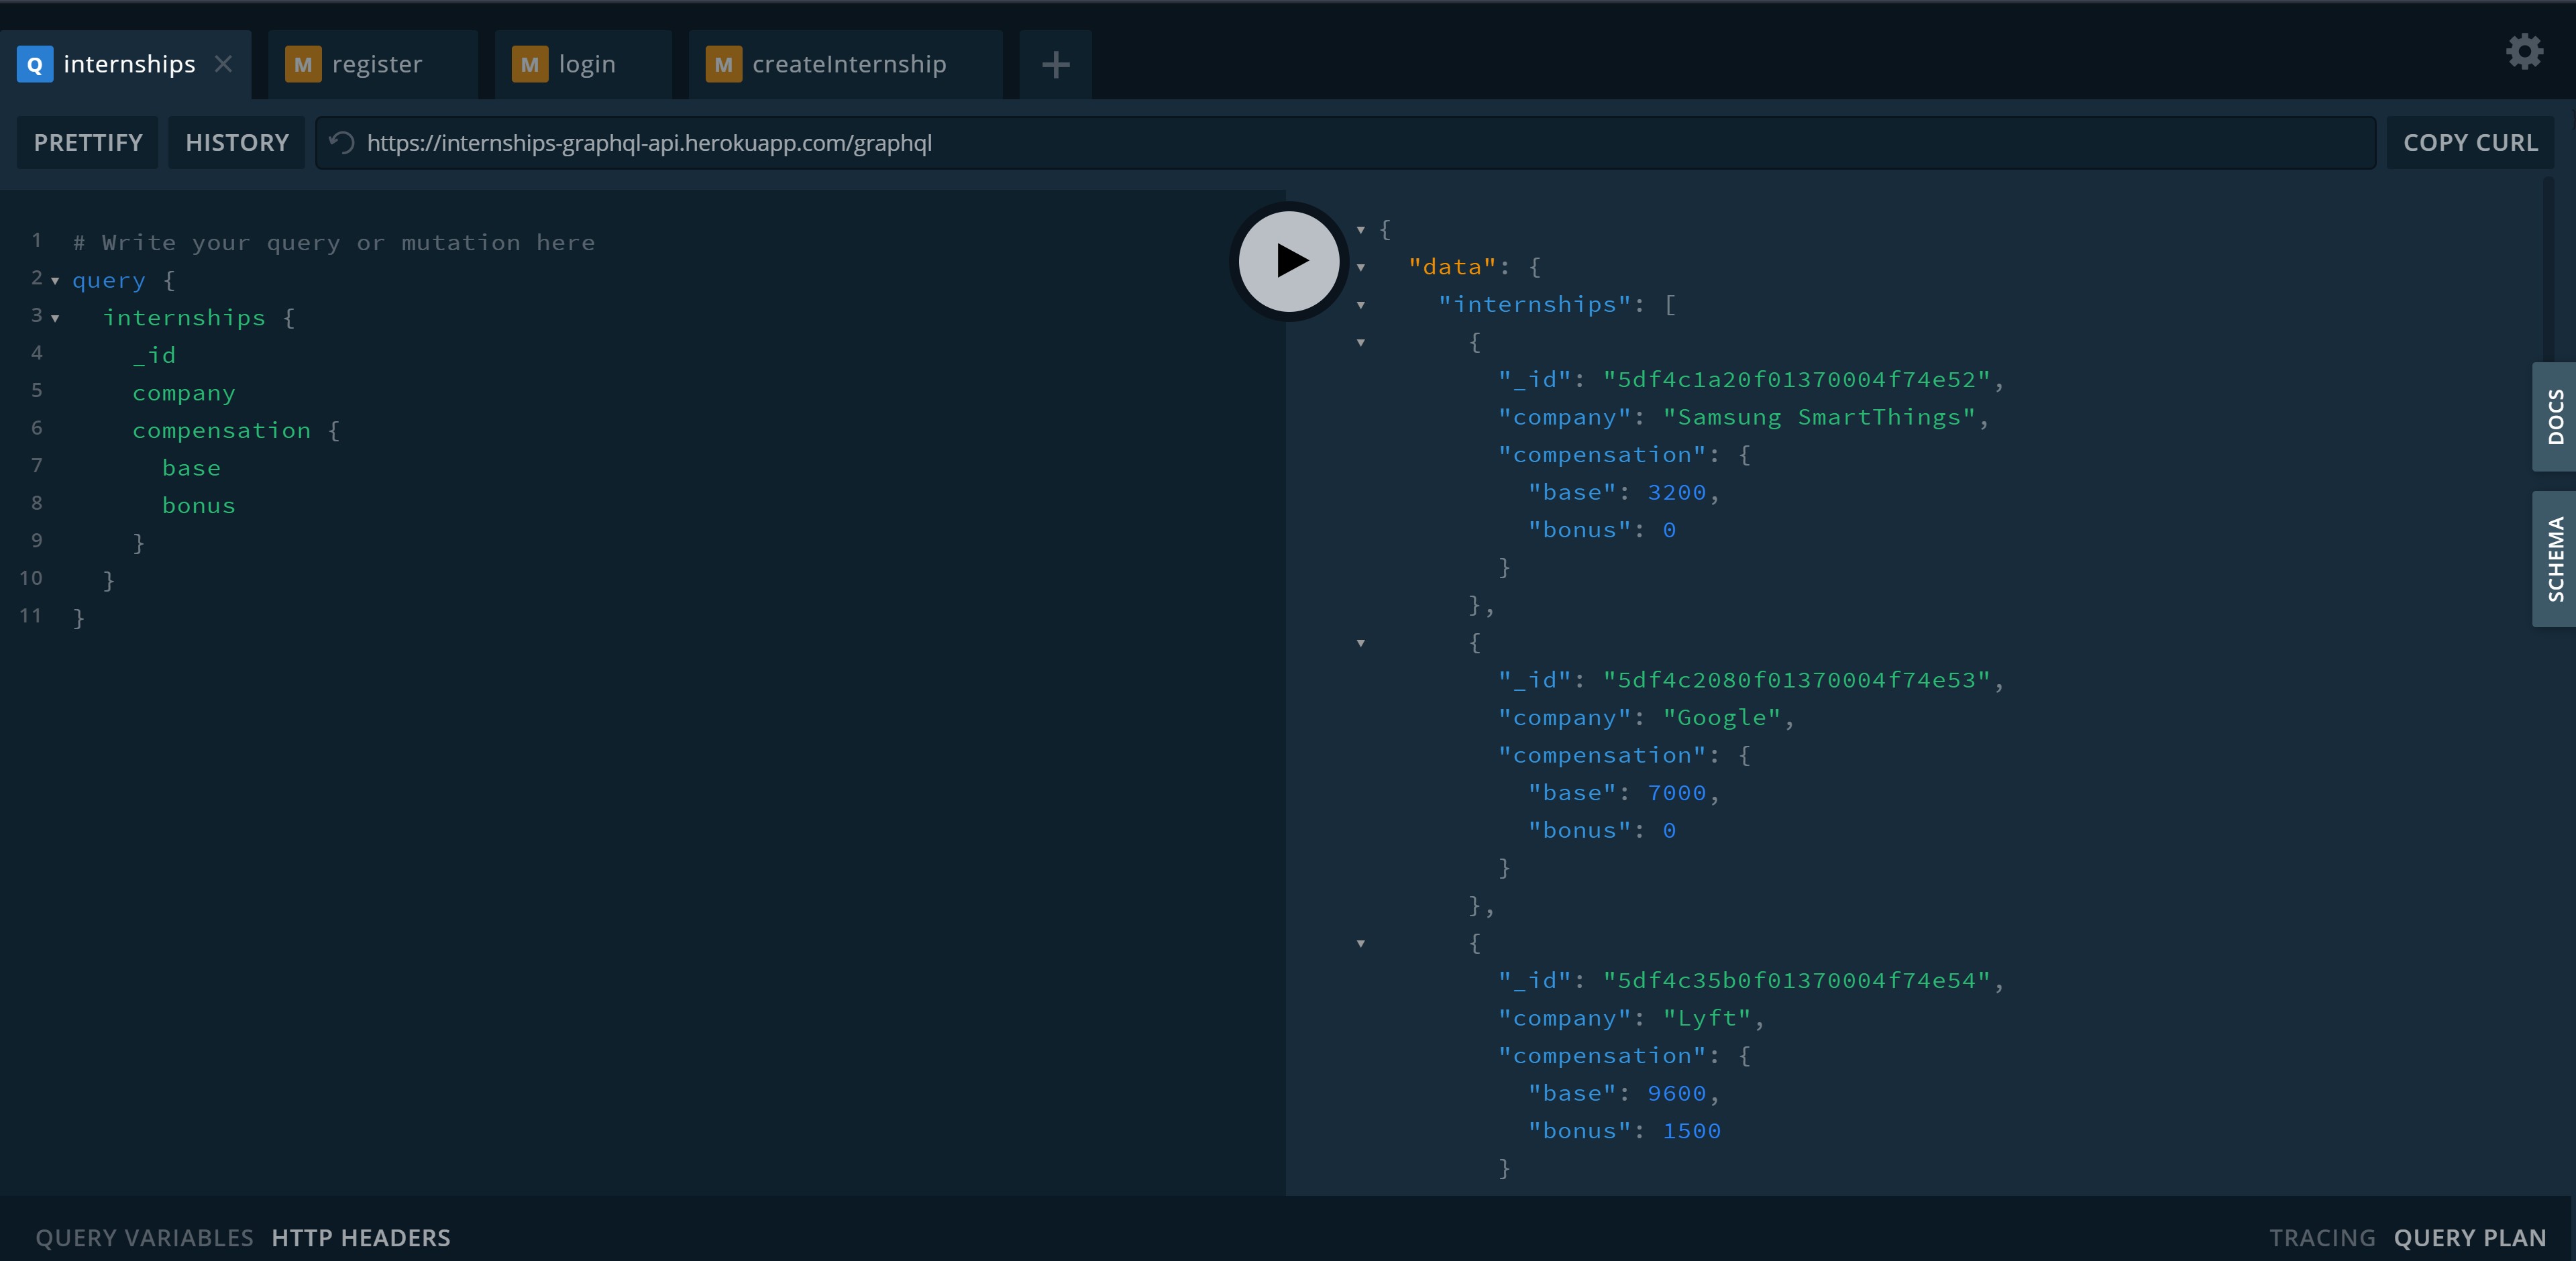 Q internships × M register M login M createInternship +
PRETTIFY HISTORY https://internships-graphql-api.herokuapp.com/graphql COPY CURL
1 # Write your query or mutation here
2 query {
3 internships {
4 _id
5 company
6 compensation {
7 base
8 bonus
9 }
10 }
11 }
{
"data": {
"internships": [
{
"_id": "5df4c1a20f01370004f74e52",
"company": "Samsung SmartThings",
"compensation": {
"base": 3200,
"bonus": 0
}
},
{
"_id": "5df4c2080f01370004f74e53",
"company": "Google",
"compensation": {
"base": 7000,
"bonus": 0
}
},
{
"_id": "5df4c35b0f01370004f74e54",
"company": "Lyft",
"compensation": {
"base": 9600,
"bonus": 1500
}
DOCS
SCHEMA
QUERY VARIABLES HTTP HEADERS
TRACING QUERY PLAN